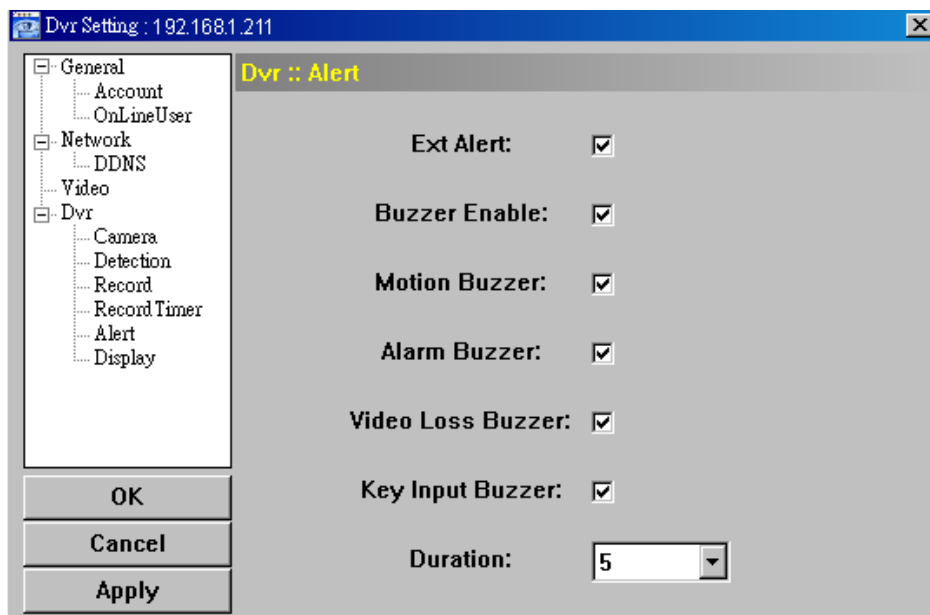 Dvr Setting : 192.168.1.211
General
Account
OnLineUser
Network
DDNS
Video
Dvr
Camera
Detection
Record
Record Timer
Alert
Display
OK
Cancel
Apply
Dvr :: Alert
Ext Alert:
Buzzer Enable:
Motion Buzzer:
Alarm Buzzer:
Video Loss Buzzer:
Key Input Buzzer:
Duration: 5